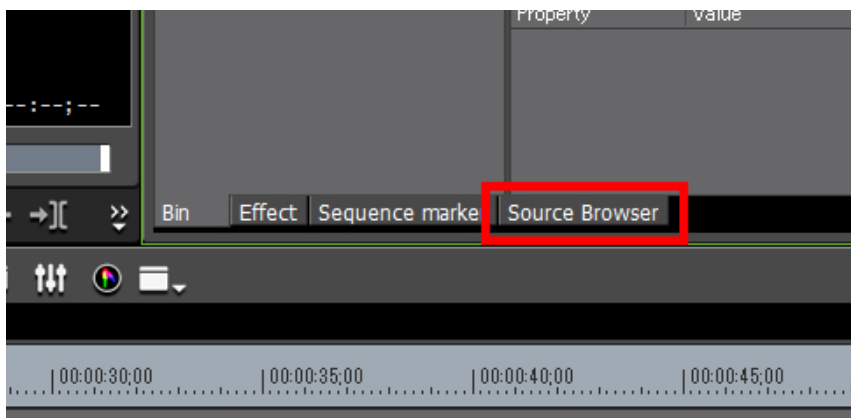 Property Value
--:--;--
Bin Effect Sequence marker Source Browser
00:00:30;00 00:00:35;00 00:00:40;00 00:00:45;00